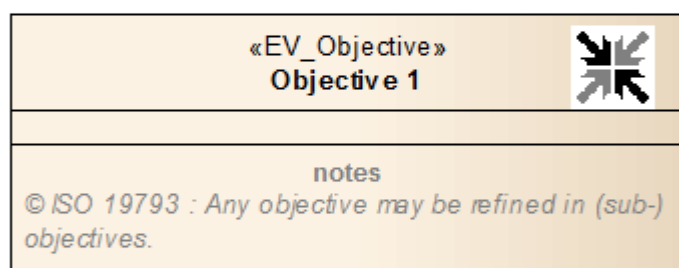 «EV_Objective»
Objective 1
notes
© ISO 19793 : Any objective may be refined in (sub-)
objectives.